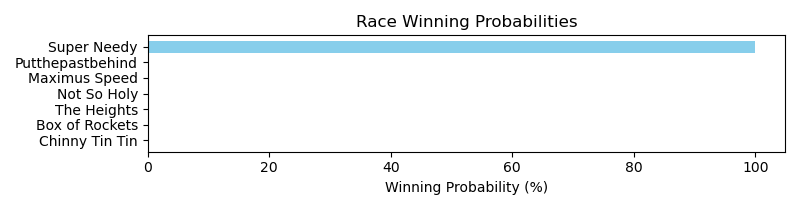 Race Winning Probabilities
Super Needy
Putthepastbehind
Maximus Speed
Not So Holy
The Heights
Box of Rockets
Chinny Tin Tin
0 20 40 60 80 100
Winning Probability (%)